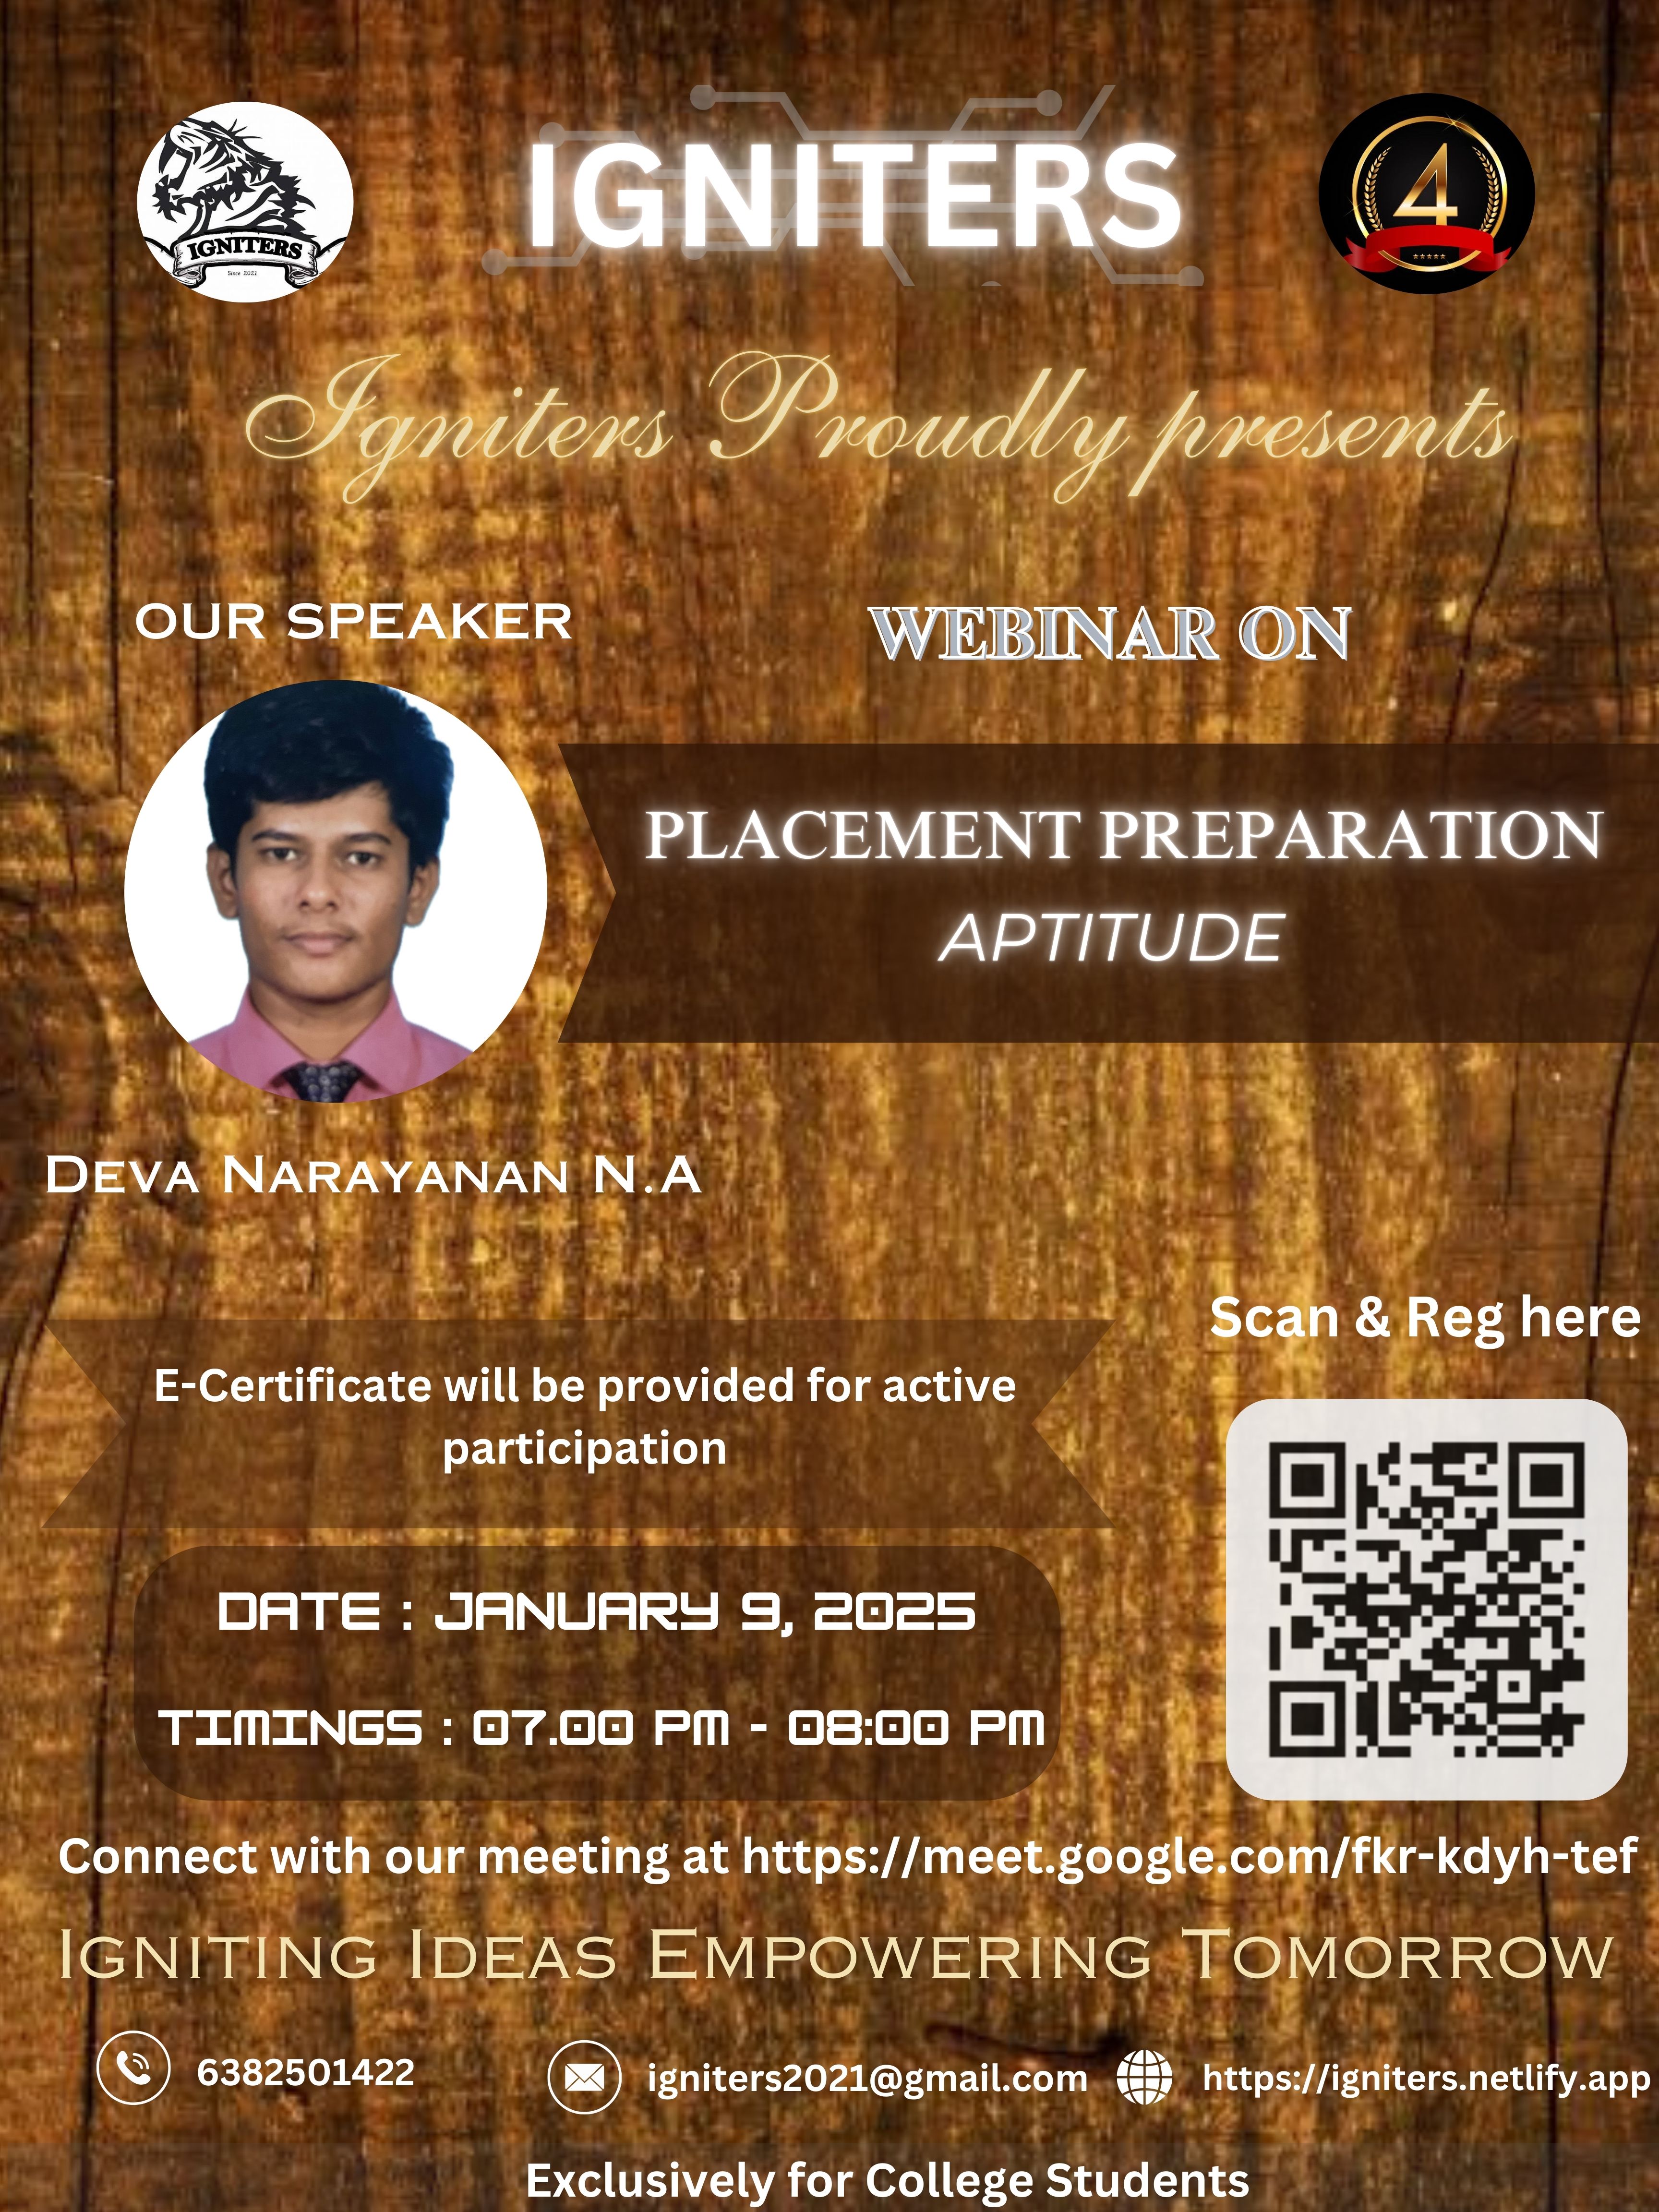 IGNITERS
IGNITERS
Since 2021
4
Igniters Proudly presents
OUR SPEAKER
WEBINAR ON
PLACEMENT PREPARATION
APTITUDE
DEVA NARAYANAN N.A
Scan & Reg here
E-Certificate will be provided for active
participation
DATE : JANUARY 9, 2025
TIMINGS : 07.00 PM - 08:00 PM
Connect with our meeting at https://meet.google.com/fkr-kdyh-tef
IGNITING IDEAS EMPOWERING TOMORROW
6382501422
igniters2021@gmail.com
https://igniters.netlify.app
Exclusively for College Students